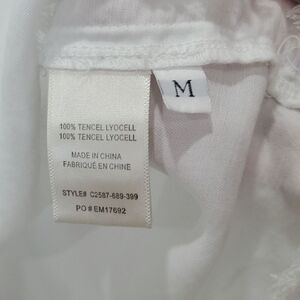 M
100% TENCEL LYOCELL
100% TENCEL LYOCELL
MADE IN CHINA
FABRIQUÉ EN CHINE
STYLE# C2587-689-399
PO # EM17692